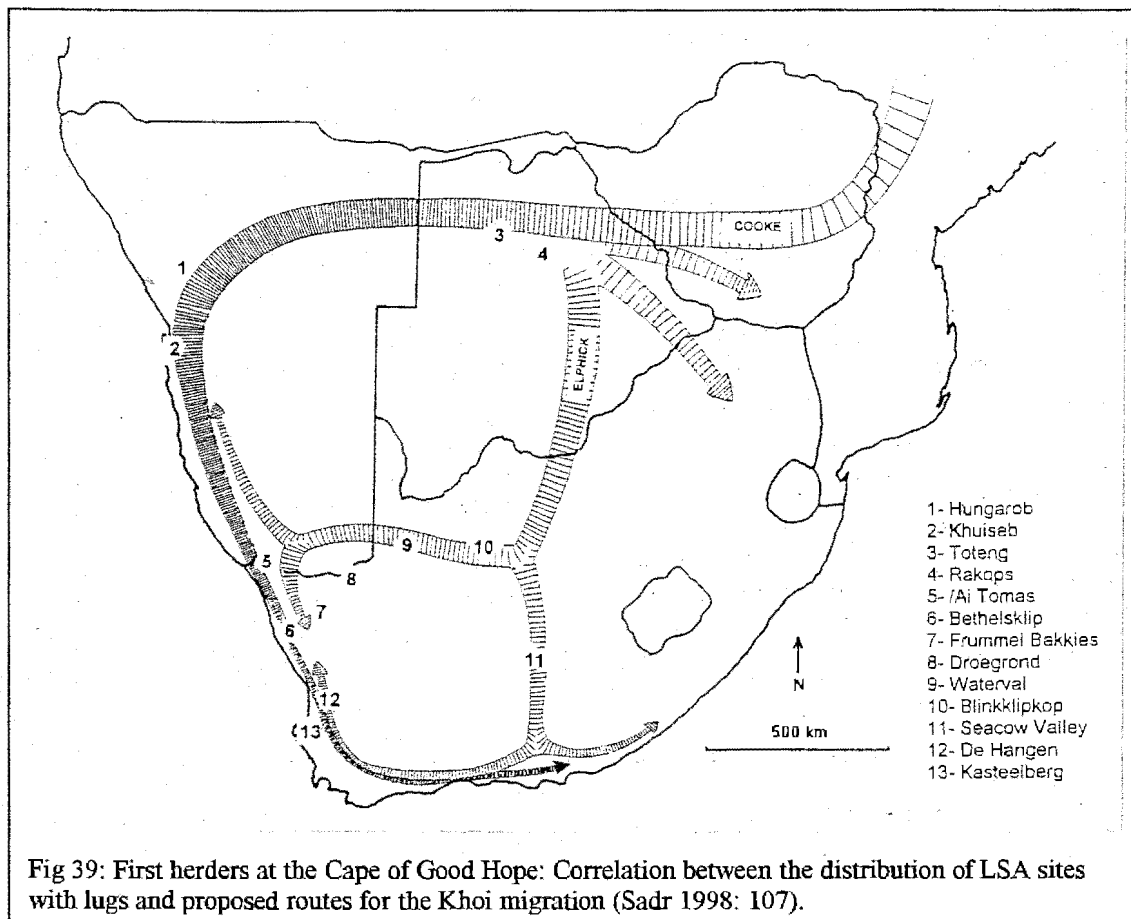 COOKE
3
4
1
2
ELPHICK
5
9
10
8
7
6
11
12
13
N
500 km
1- Hungarob
2- Khuiseb
3- Toteng
4- Rakops
5- /Ai Tomas
6- Bethelsklip
7- Frummel Bakkies
8- Droegrond
9- Waterval
10- Blinkklipkop
11- Seacow Valley
12- De Hangen
13- Kasteelberg
Fig 39: First herders at the Cape of Good Hope: Correlation between the distribution of LSA sites
with lugs and proposed routes for the Khoi migration (Sadr 1998: 107).